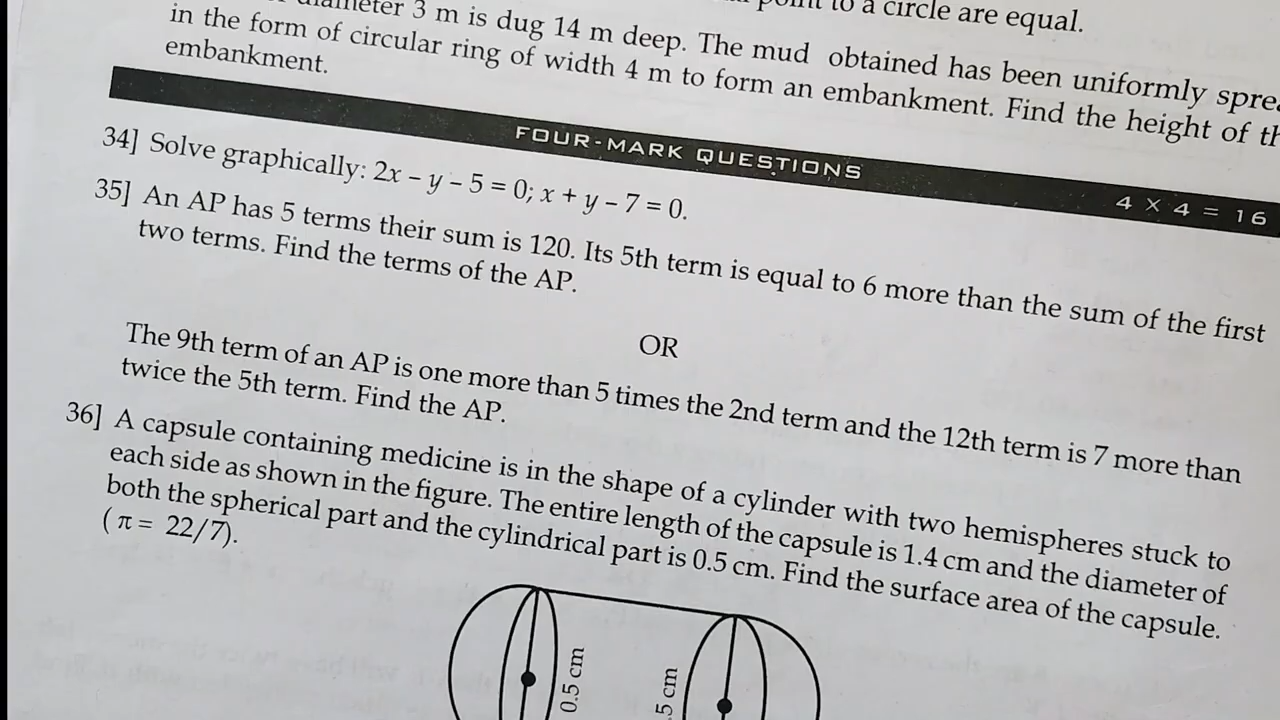 to a circle are equal.
diameter 3 m is dug 14 m deep. The mud obtained has been uniformly
in the form of circular ring of width 4 m to form an embankment. Find the height of
embankment.
FOUR-MARK QUESTIONS 4 × 4 = 16
34] Solve graphically: 2x – y – 5 = 0; x + y – 7 = 0.
35] An AP has 5 terms their sum is 120. Its 5th term is equal to 6 more than the sum of the first
two terms. Find the terms of the AP.
OR
The 9th term of an AP is one more than 5 times the 2nd term and the 12th term is 7 more than
twice the 5th term. Find the AP.
36] A capsule containing medicine is in the shape of a cylinder with two hemispheres stuck to
each side as shown in the figure. The entire length of the capsule is 1.4 cm and the diameter of
both the spherical part and the cylindrical part is 0.5 cm. Find the surface area of the capsule.
(π = 22/7).
0.5 cm
5 cm